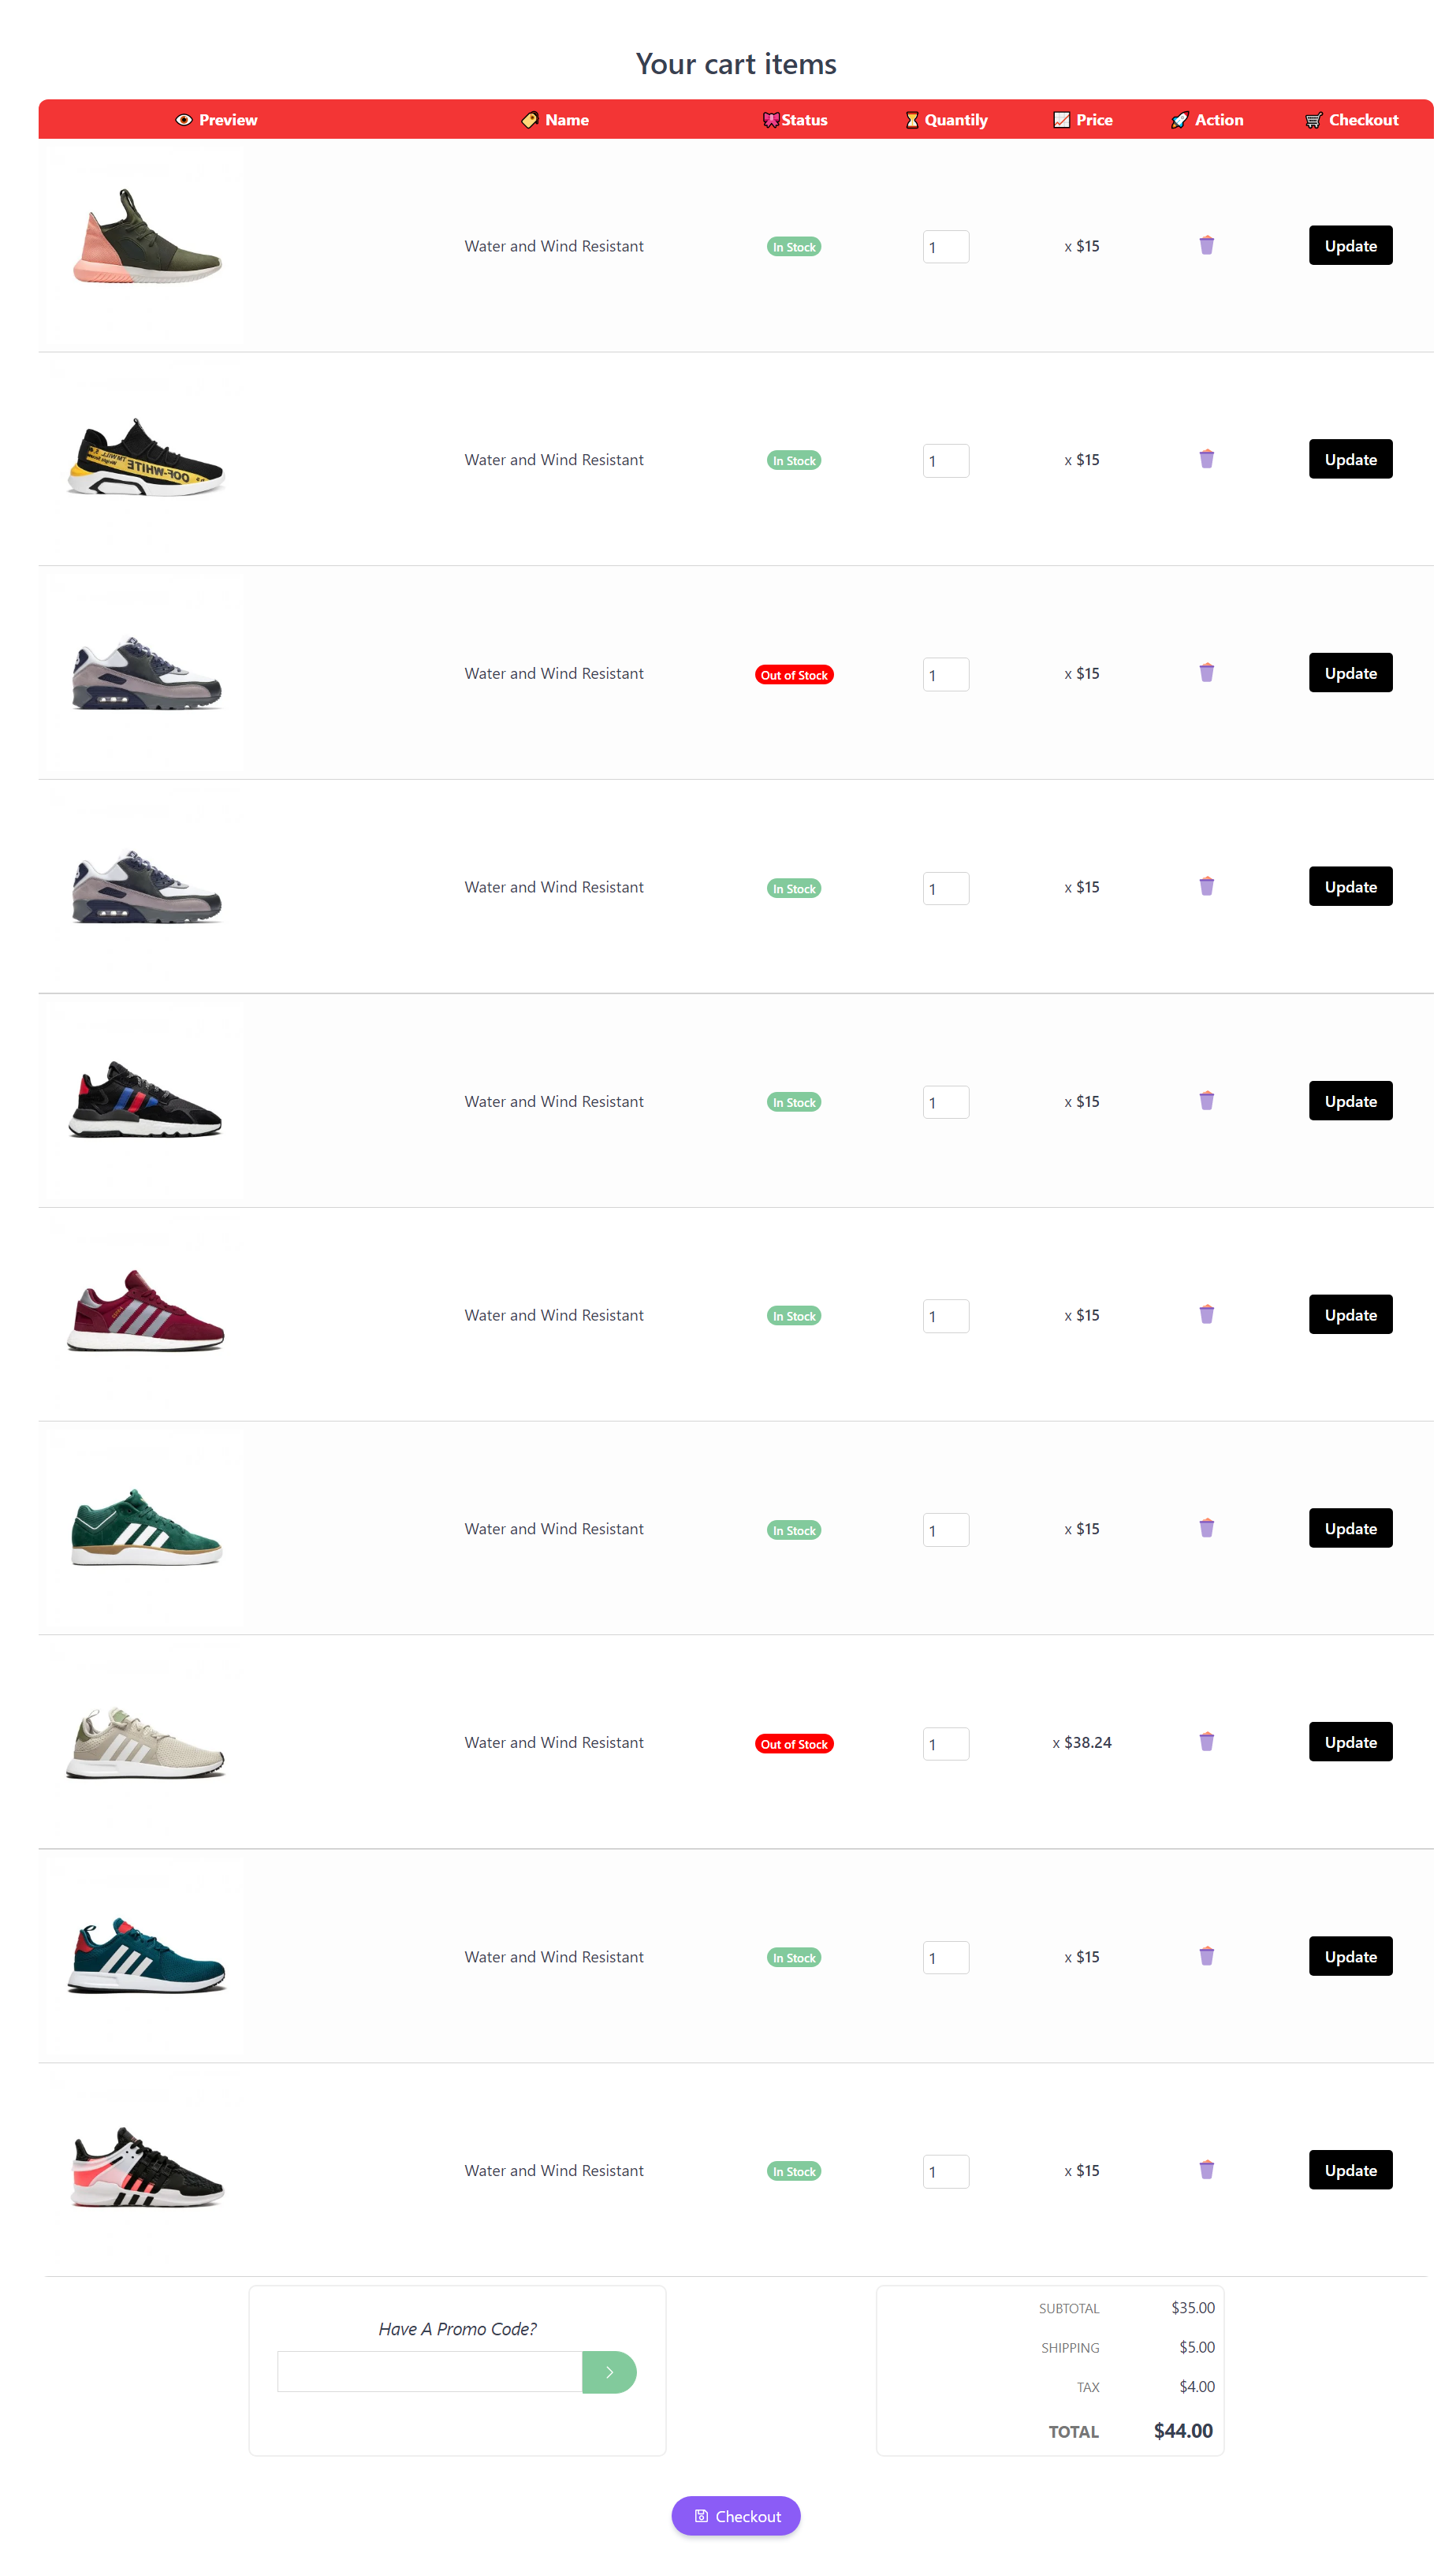 Your cart items
Preview Name Status Quantily Price Action Checkout
Water and Wind Resistant In Stock 1 x $15 Update
Water and Wind Resistant In Stock 1 x $15 Update
Water and Wind Resistant Out of Stock 1 x $15 Update
Water and Wind Resistant In Stock 1 x $15 Update
Water and Wind Resistant In Stock 1 x $15 Update
Water and Wind Resistant In Stock 1 x $15 Update
Water and Wind Resistant In Stock 1 x $15 Update
Water and Wind Resistant Out of Stock 1 x $38.24 Update
Water and Wind Resistant In Stock 1 x $15 Update
Water and Wind Resistant In Stock 1 x $15 Update
Have A Promo Code?
SUBTOTAL $35.00
SHIPPING $5.00
TAX $4.00
TOTAL $44.00
Checkout